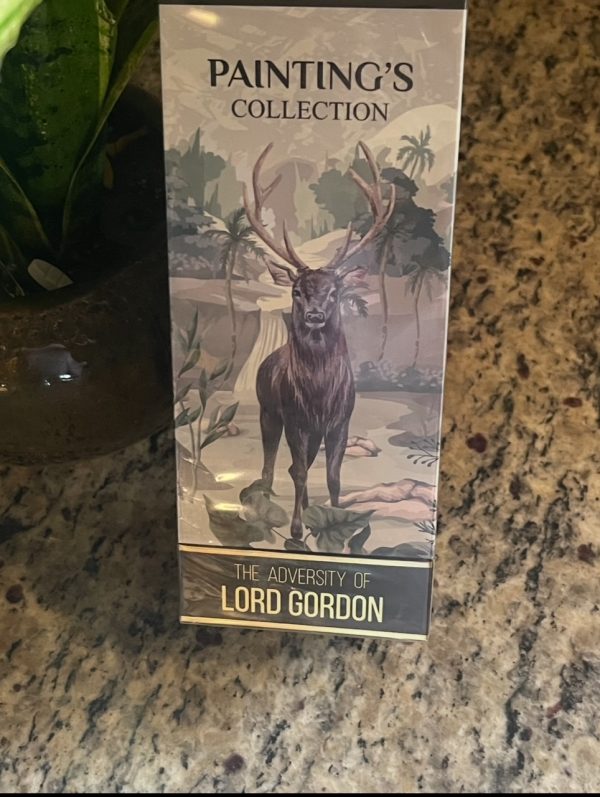 PAINTING'S
COLLECTION
THE ADVERSITY OF
LORD GORDON